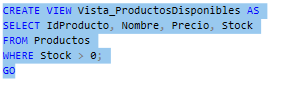 CREATE VIEW Vista_ProductosDisponibles AS
SELECT IdProducto, Nombre, Precio, Stock
FROM Productos
WHERE Stock > 0;
GO